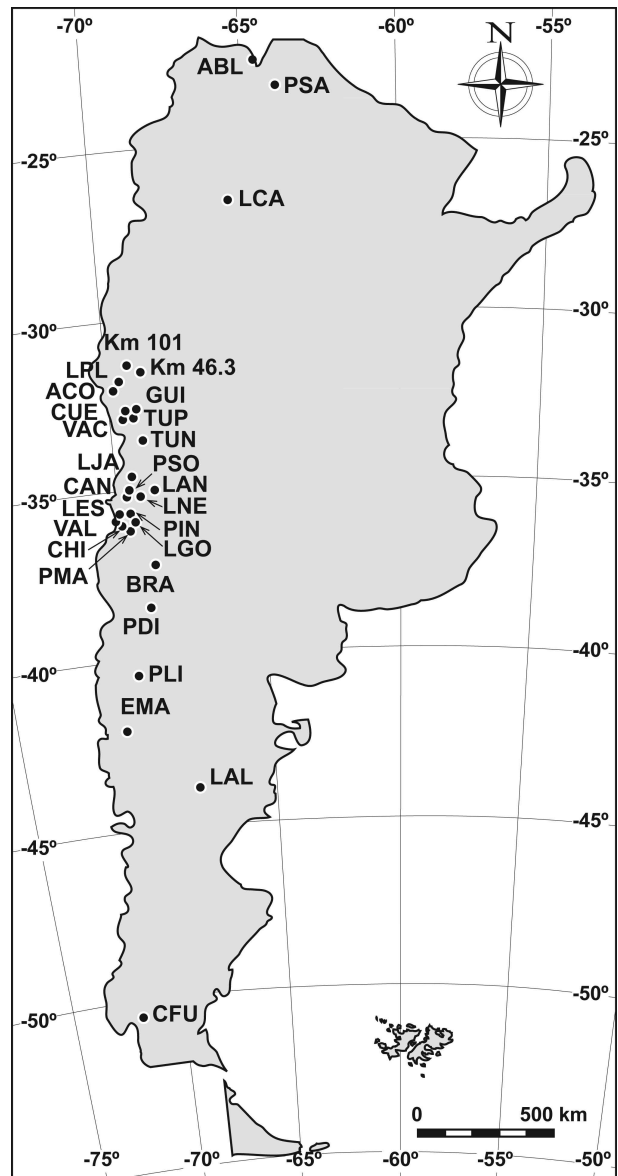 -70º -65º -60º -55º
N
ABL
PSA
-25º -25º
LCA
-30º -30º
Km 101
LPL Km 46.3
ACO GUI
CUE TUP
VAC TUN
LJA PSO
CAN LAN
-35º -35º
LES LNE
VAL PIN
CHI LGO
PMA
BRA
PDI
-40º -40º
PLI
EMA
LAL
-45º -45º
-50º -50º
CFU
0 500 km
-75º -70º -65º -60º -55º -50º